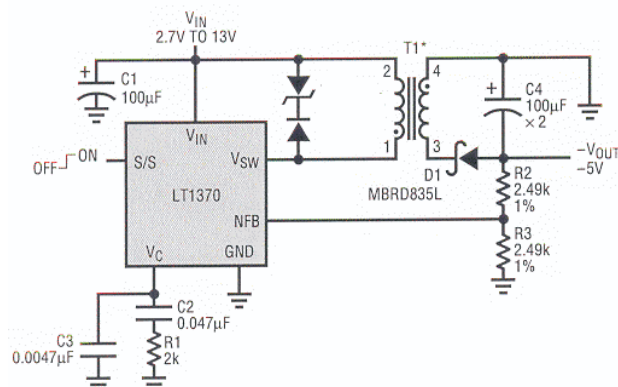 VIN
2.7V TO 13V
T1*
+
C1
100µF
2
4
1
3
+
C4
100µF
×2
OFF
ON
VIN
S/S
VSW
LT1370
NFB
VC
GND
D1
MBRD835L
–VOUT
–5V
R2
2.49k
1%
R3
2.49k
1%
C2
0.047µF
R1
2k
C3
0.0047µF